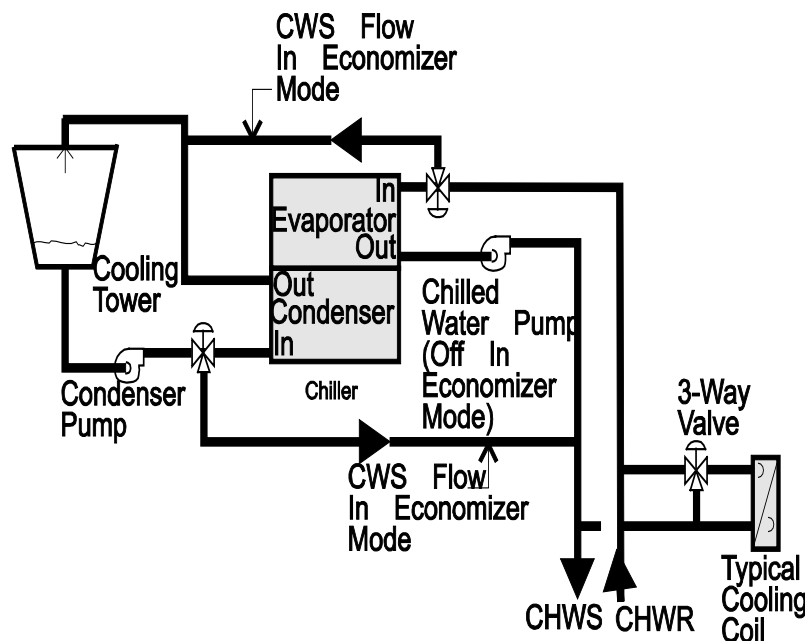 CWS Flow
In Economizer
Mode
In
Evaporator
Out
Cooling
Tower
Out
Condenser
In
Chilled
Water Pump
(Off In
Economizer
Mode)
Chiller
Condenser
Pump
3-Way
Valve
CWS Flow
In Economizer
Mode
Typical
Cooling
Coil
CHWS
CHWR